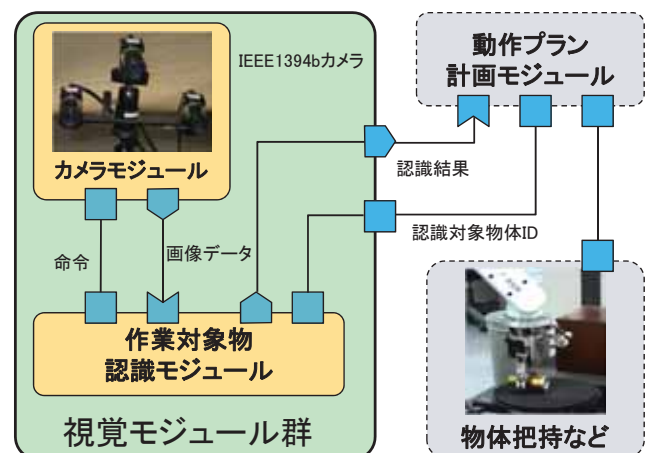 IEEE1394bカメラ
カメラモジュール
命令
画像データ
作業対象物
認識モジュール
視覚モジュール群
動作プラン
計画モジュール
認識結果
認識対象物体ID
物体把持など